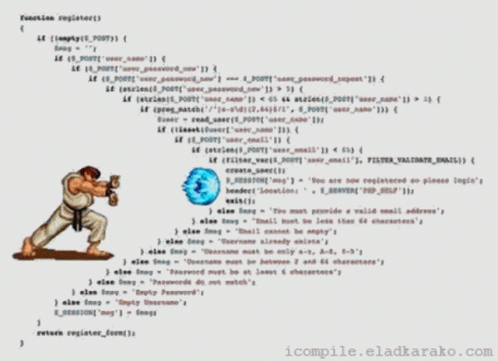 function register()
{
if (!empty($_POST)) {
$msg = '';
if ($_POST['user_name']) {
if ($_POST['user_password_new']) {
if ($_POST['user_password_new'] === $_POST['user_password_repeat']) {
if (strlen($_POST['user_password_new']) > 5) {
if (strlen($_POST['user_name']) < 65 && strlen($_POST['user_name']) > 1) {
if (preg_match('/^[a-z\d]{2,64}$/i', $_POST['user_name'])) {
$user = read_user($_POST['user_name']);
if (!isset($user['user_name'])) {
if ($_POST['user_email']) {
if (strlen($_POST['user_email']) < 65) {
if (filter_var($_POST['user_email'], FILTER_VALIDATE_EMAIL)) {
create_user();
$_SESSION['msg'] = 'You are now registered so please login';
header('Location: ' . $_SERVER['PHP_SELF']);
exit();
} else $msg = 'You must provide a valid email address';
} else $msg = 'Email must be less than 64 characters';
} else $msg = 'Email cannot be empty';
} else $msg = 'Username already exists';
} else $msg = 'Username must be only a-z, A-Z, 0-9';
} else $msg = 'Username must be between 2 and 64 characters';
} else $msg = 'Password must be at least 6 characters';
} else $msg = 'Passwords do not match';
} else $msg = 'Empty Password';
} else $msg = 'Empty Username';
$_SESSION['msg'] = $msg;
}
return register_form();
}
icompile.eladkarako.com